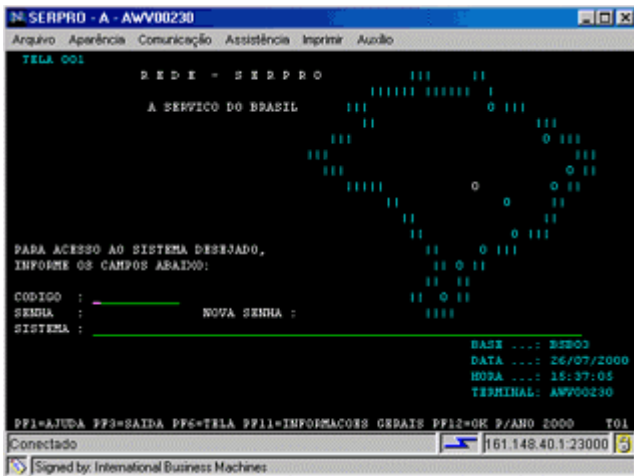 SERPRO - A - AWV00230
Arquivo Aparência Comunicação Assistência Imprimir Auxílio
TELA 001
R E D E - S E R P R O
A SERVICO DO BRASIL
PARA ACESSO AO SISTEMA DESEJADO,
INFORME OS CAMPOS ABAIXO:
CODIGO :
SENHA : NOVA SENHA :
SISTEMA :
BASE ...: BSB03
DATA ...: 26/07/2000
HORA ...: 15:37:05
TERMINAL: AWV00230
PF1=AJUDA PF3=SAIDA PF6=TELA PF11=INFORMACOES GERAIS PF12=OK P/ANO 2000 T01
Conectado 161.148.40.1:23000
Signed by: International Business Machines